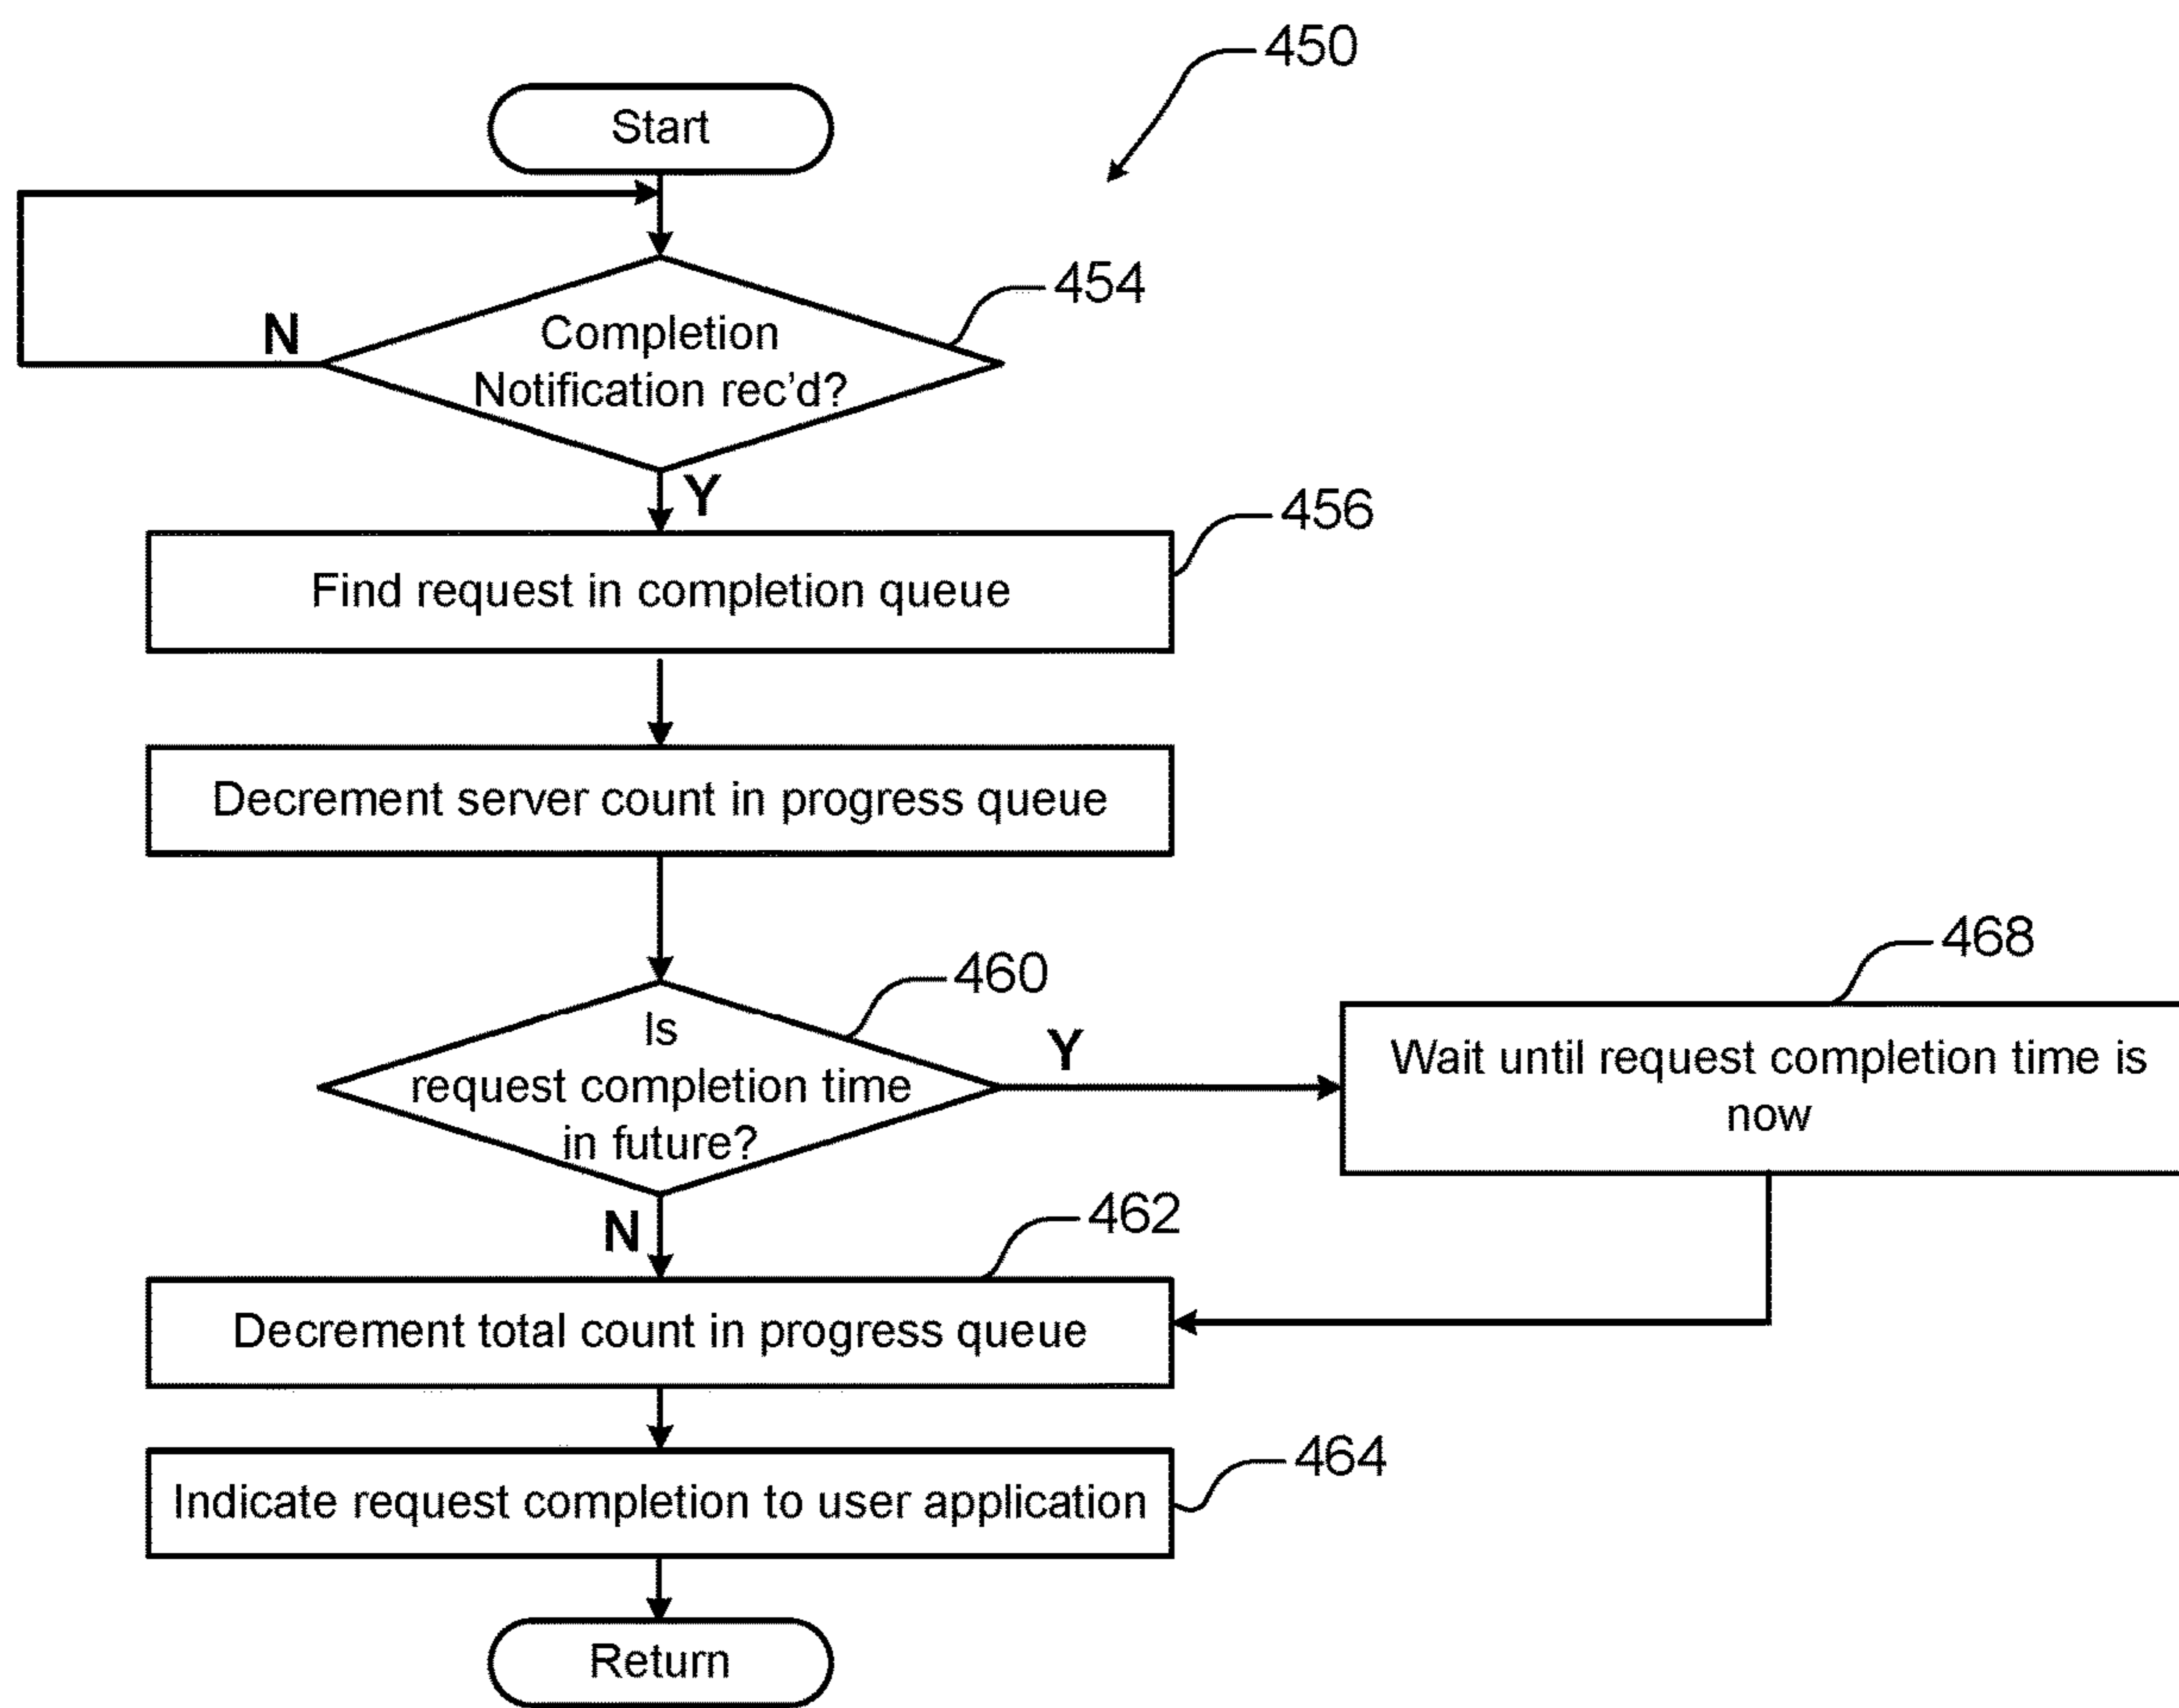 450
Start
454
N
Completion
Notification rec'd?
Y
456
Find request in completion queue
Decrement server count in progress queue
460
468
Is
request completion time
in future?
Y
Wait until request completion time is
now
N
462
Decrement total count in progress queue
464
Indicate request completion to user application
Return